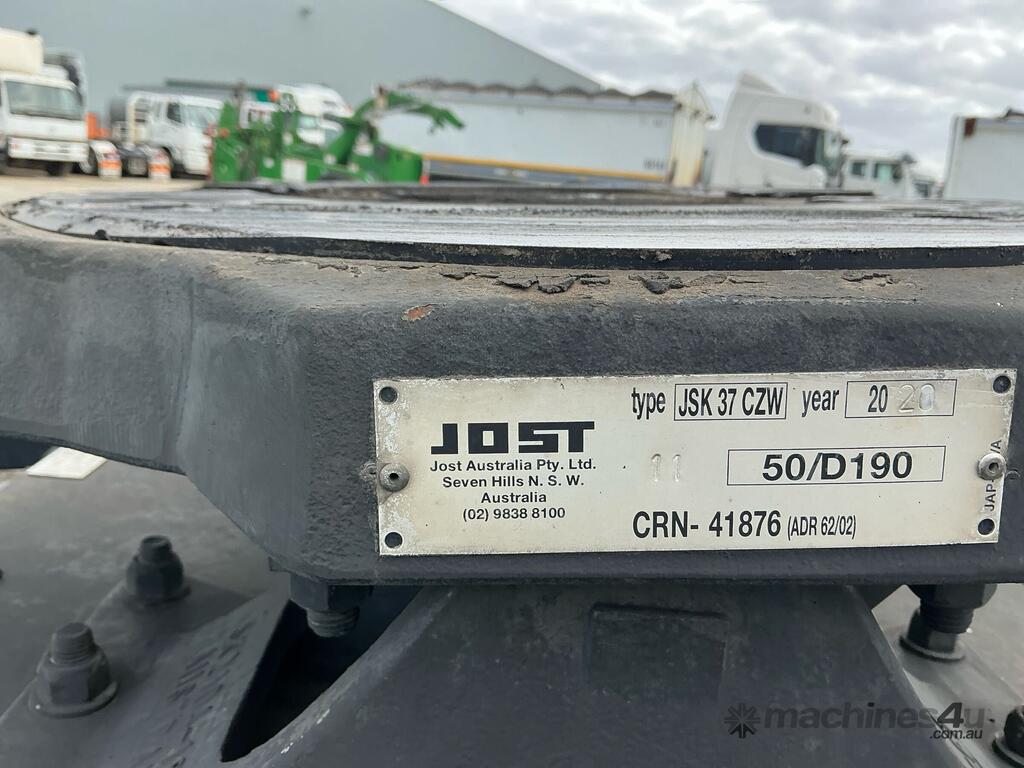 type JSK 37 CZW year 20 20
JOST
Jost Australia Pty. Ltd.
Seven Hills N. S. W.
Australia
(02) 9838 8100
11
50/D190
CRN- 41876 (ADR 62/02)
machines4u
.com.au